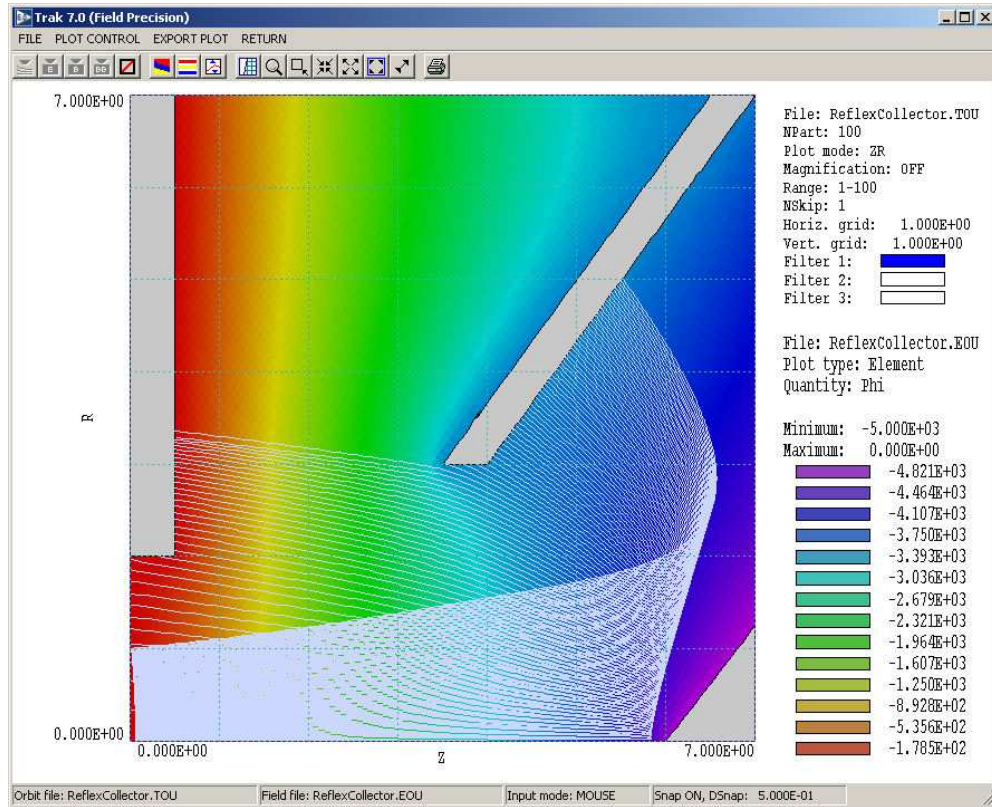 Trak 7.0 (Field Precision)
FILE PLOT CONTROL EXPORT PLOT RETURN
E B BB
7.000E+00
R
0.000E+00
0.000E+00 7.000E+00
Z
File: ReflexCollector.TOU
NPart: 100
Plot mode: ZR
Magnification: OFF
Range: 1-100
NSkip: 1
Horiz. grid: 1.000E+00
Vert. grid: 1.000E+00
Filter 1:
Filter 2:
Filter 3:
File: ReflexCollector.EOU
Plot type: Element
Quantity: Phi
Minimum: -5.000E+03
Maximum: 0.000E+00
-4.821E+03
-4.464E+03
-4.107E+03
-3.750E+03
-3.393E+03
-3.036E+03
-2.679E+03
-2.321E+03
-1.964E+03
-1.607E+03
-1.250E+03
-8.928E+02
-5.356E+02
-1.785E+02
Orbit file: ReflexCollector.TOU Field file: ReflexCollector.EOU Input mode: MOUSE Snap ON, DSnap: 5.000E-01